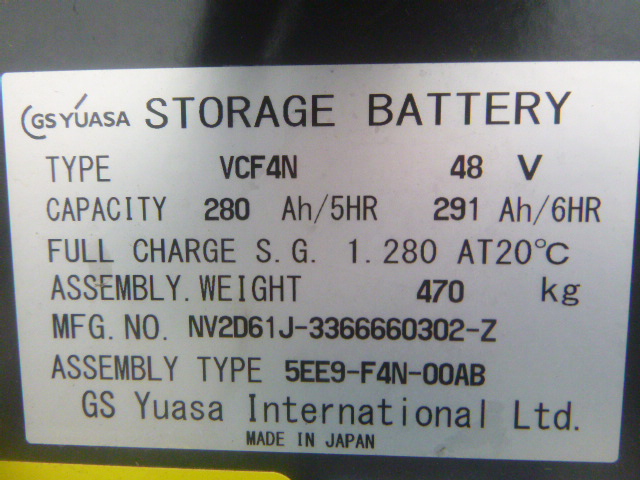 GS YUASA STORAGE BATTERY
TYPE VCF4N 48 V
CAPACITY 280 Ah/5HR 291 Ah/6HR
FULL CHARGE S.G. 1.280 AT20℃
ASSEMBLY.WEIGHT 470 kg
MFG.NO. NV2D61J-3366660302-Z
ASSEMBLY TYPE 5EE9-F4N-00AB
GS Yuasa International Ltd.
MADE IN JAPAN